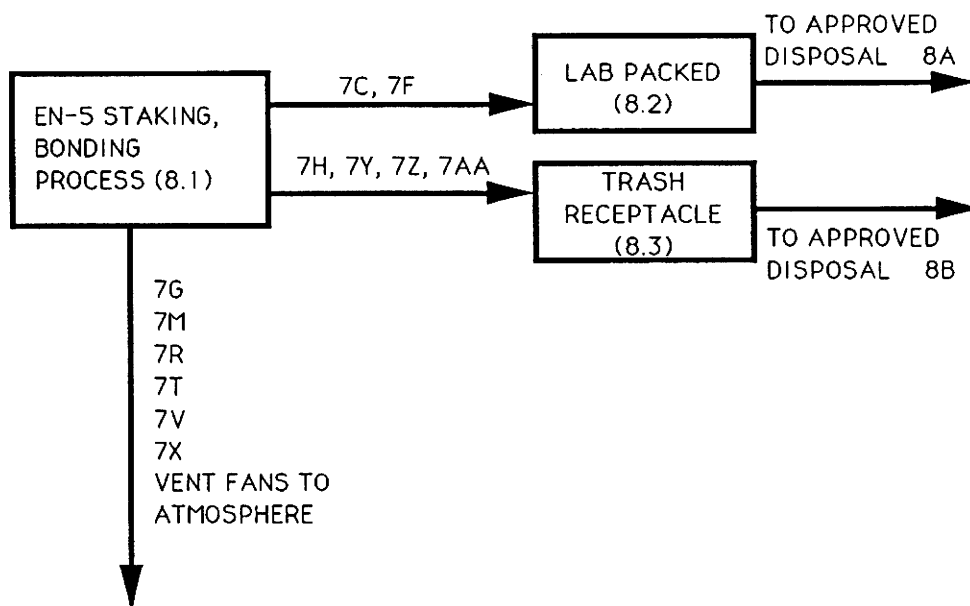 TO APPROVED
DISPOSAL 8A
LAB PACKED
(8.2)
7C, 7F
EN-5 STAKING,
BONDING
PROCESS (8.1)
7H, 7Y, 7Z, 7AA
TRASH
RECEPTACLE
(8.3)
TO APPROVED
DISPOSAL 8B
7G
7M
7R
7T
7V
7X
VENT FANS TO
ATMOSPHERE